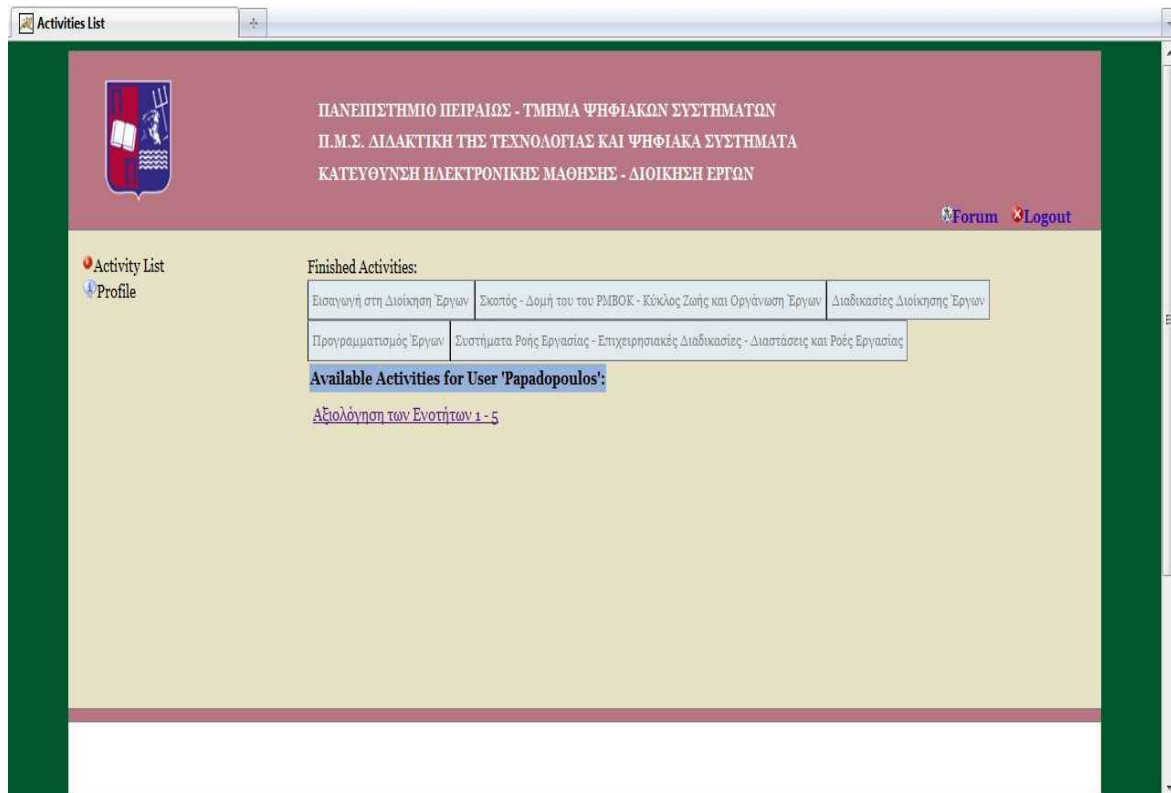 Activities List
ΠΑΝΕΠΙΣΤΗΜΙΟ ΠΕΙΡΑΙΩΣ - ΤΜΗΜΑ ΨΗΦΙΑΚΩΝ ΣΥΣΤΗΜΑΤΩΝ
Π.Μ.Σ. ΔΙΔΑΚΤΙΚΗ ΤΗΣ ΤΕΧΝΟΛΟΓΙΑΣ ΚΑΙ ΨΗΦΙΑΚΑ ΣΥΣΤΗΜΑΤΑ
ΚΑΤΕΥΘΥΝΣΗ ΗΛΕΚΤΡΟΝΙΚΗΣ ΜΑΘΗΣΗΣ - ΔΙΟΙΚΗΣΗ ΕΡΓΩΝ
Forum Logout
Activity List
Profile
Finished Activities:
Εισαγωγή στη Διοίκηση Έργων Σκοπός - Δομή του του PMBOK - Κύκλος Ζωής και Οργάνωση Έργων Διαδικασίες Διοίκησης Έργων
Προγραμματισμός Έργων Συστήματα Ροής Εργασίας - Επιχειρησιακές Διαδικασίες - Διαστάσεις και Ροές Εργασίας
Available Activities for User 'Papadopoulos':
Αξιολόγηση των Ενοτήτων 1 - 5